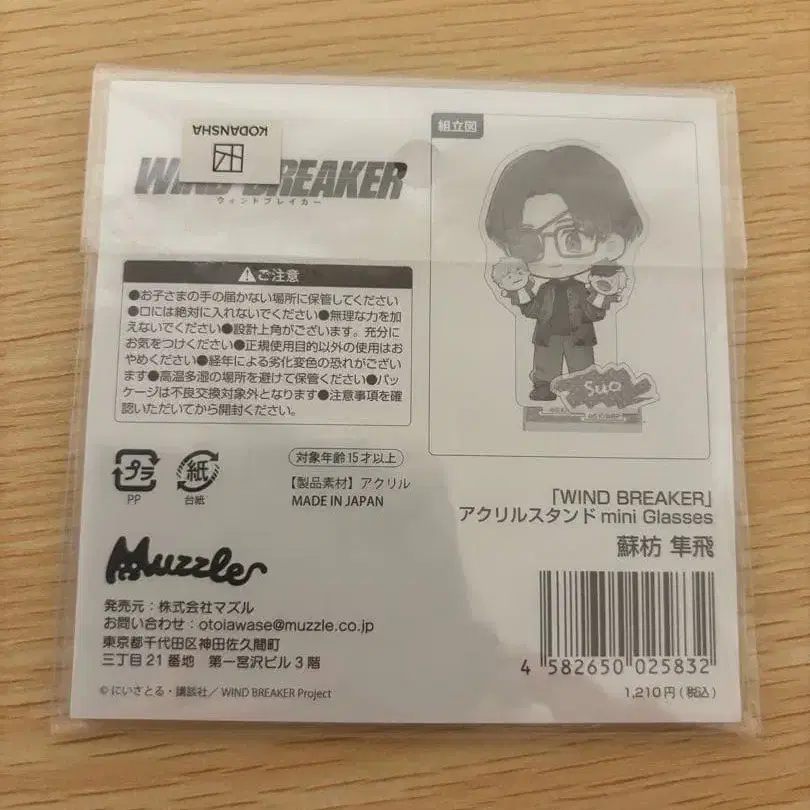 KODANSHA
WIND BREAKER
ウィンドブレイカー
組立図
⚠ご注意
●お子さまの手の届かない場所に保管してください
●口には絶対に入れないでください●無理な力を加
えないでください●設計上角がございます。充分に
お気をつけください●正規使用目的以外の使用はお
やめください●経年による劣化変色の恐れがござい
ます●高温多湿の場所を避けて保管ください●パッ
ケージは不良交換対象外となります●注意事項を確
認いただいてから開封ください。
Suo
プラ
PP
紙
台紙
対象年齢15才以上
【製品素材】アクリル
MADE IN JAPAN
「WIND BREAKER」
アクリルスタンド mini Glasses
蘇枋 隼飛
Muzzle
発売元:株式会社マズル
お問い合わせ:otoiawase@muzzle.co.jp
東京都千代田区神田佐久間町
三丁目21番地 第一宮沢ビル3階
© にいさとる・講談社/ WIND BREAKER Project
4 582650 025832
1,210円(税込)